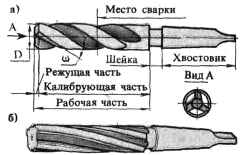 а)
Место сварки
А
D
ω
Шейка
Хвостовик
Режущая часть
Калибрующая часть
Рабочая часть
Вид А
б)